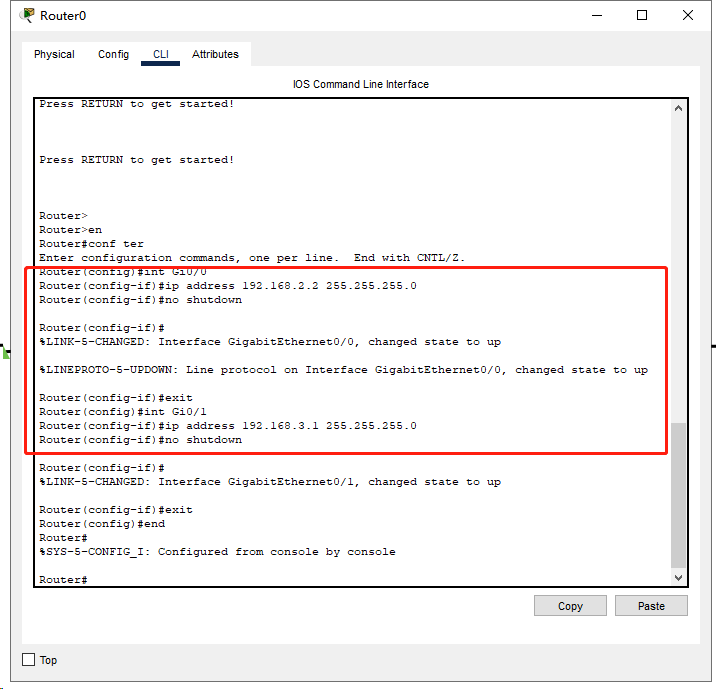 Router0
Physical Config CLI Attributes
IOS Command Line Interface
Press RETURN to get started!
Press RETURN to get started!
Router>
Router>en
Router#conf ter
Enter configuration commands, one per line.  End with CNTL/Z.
Router(config)#int Gi0/0
Router(config-if)#ip address 192.168.2.2 255.255.255.0
Router(config-if)#no shutdown
Router(config-if)#
%LINK-5-CHANGED: Interface GigabitEthernet0/0, changed state to up
%LINEPROTO-5-UPDOWN: Line protocol on Interface GigabitEthernet0/0, changed state to up
Router(config-if)#exit
Router(config)#int Gi0/1
Router(config-if)#ip address 192.168.3.1 255.255.255.0
Router(config-if)#no shutdown
Router(config-if)#
%LINK-5-CHANGED: Interface GigabitEthernet0/1, changed state to up
Router(config-if)#exit
Router(config)#end
Router#
%SYS-5-CONFIG_I: Configured from console by console
Router#
Copy Paste
Top